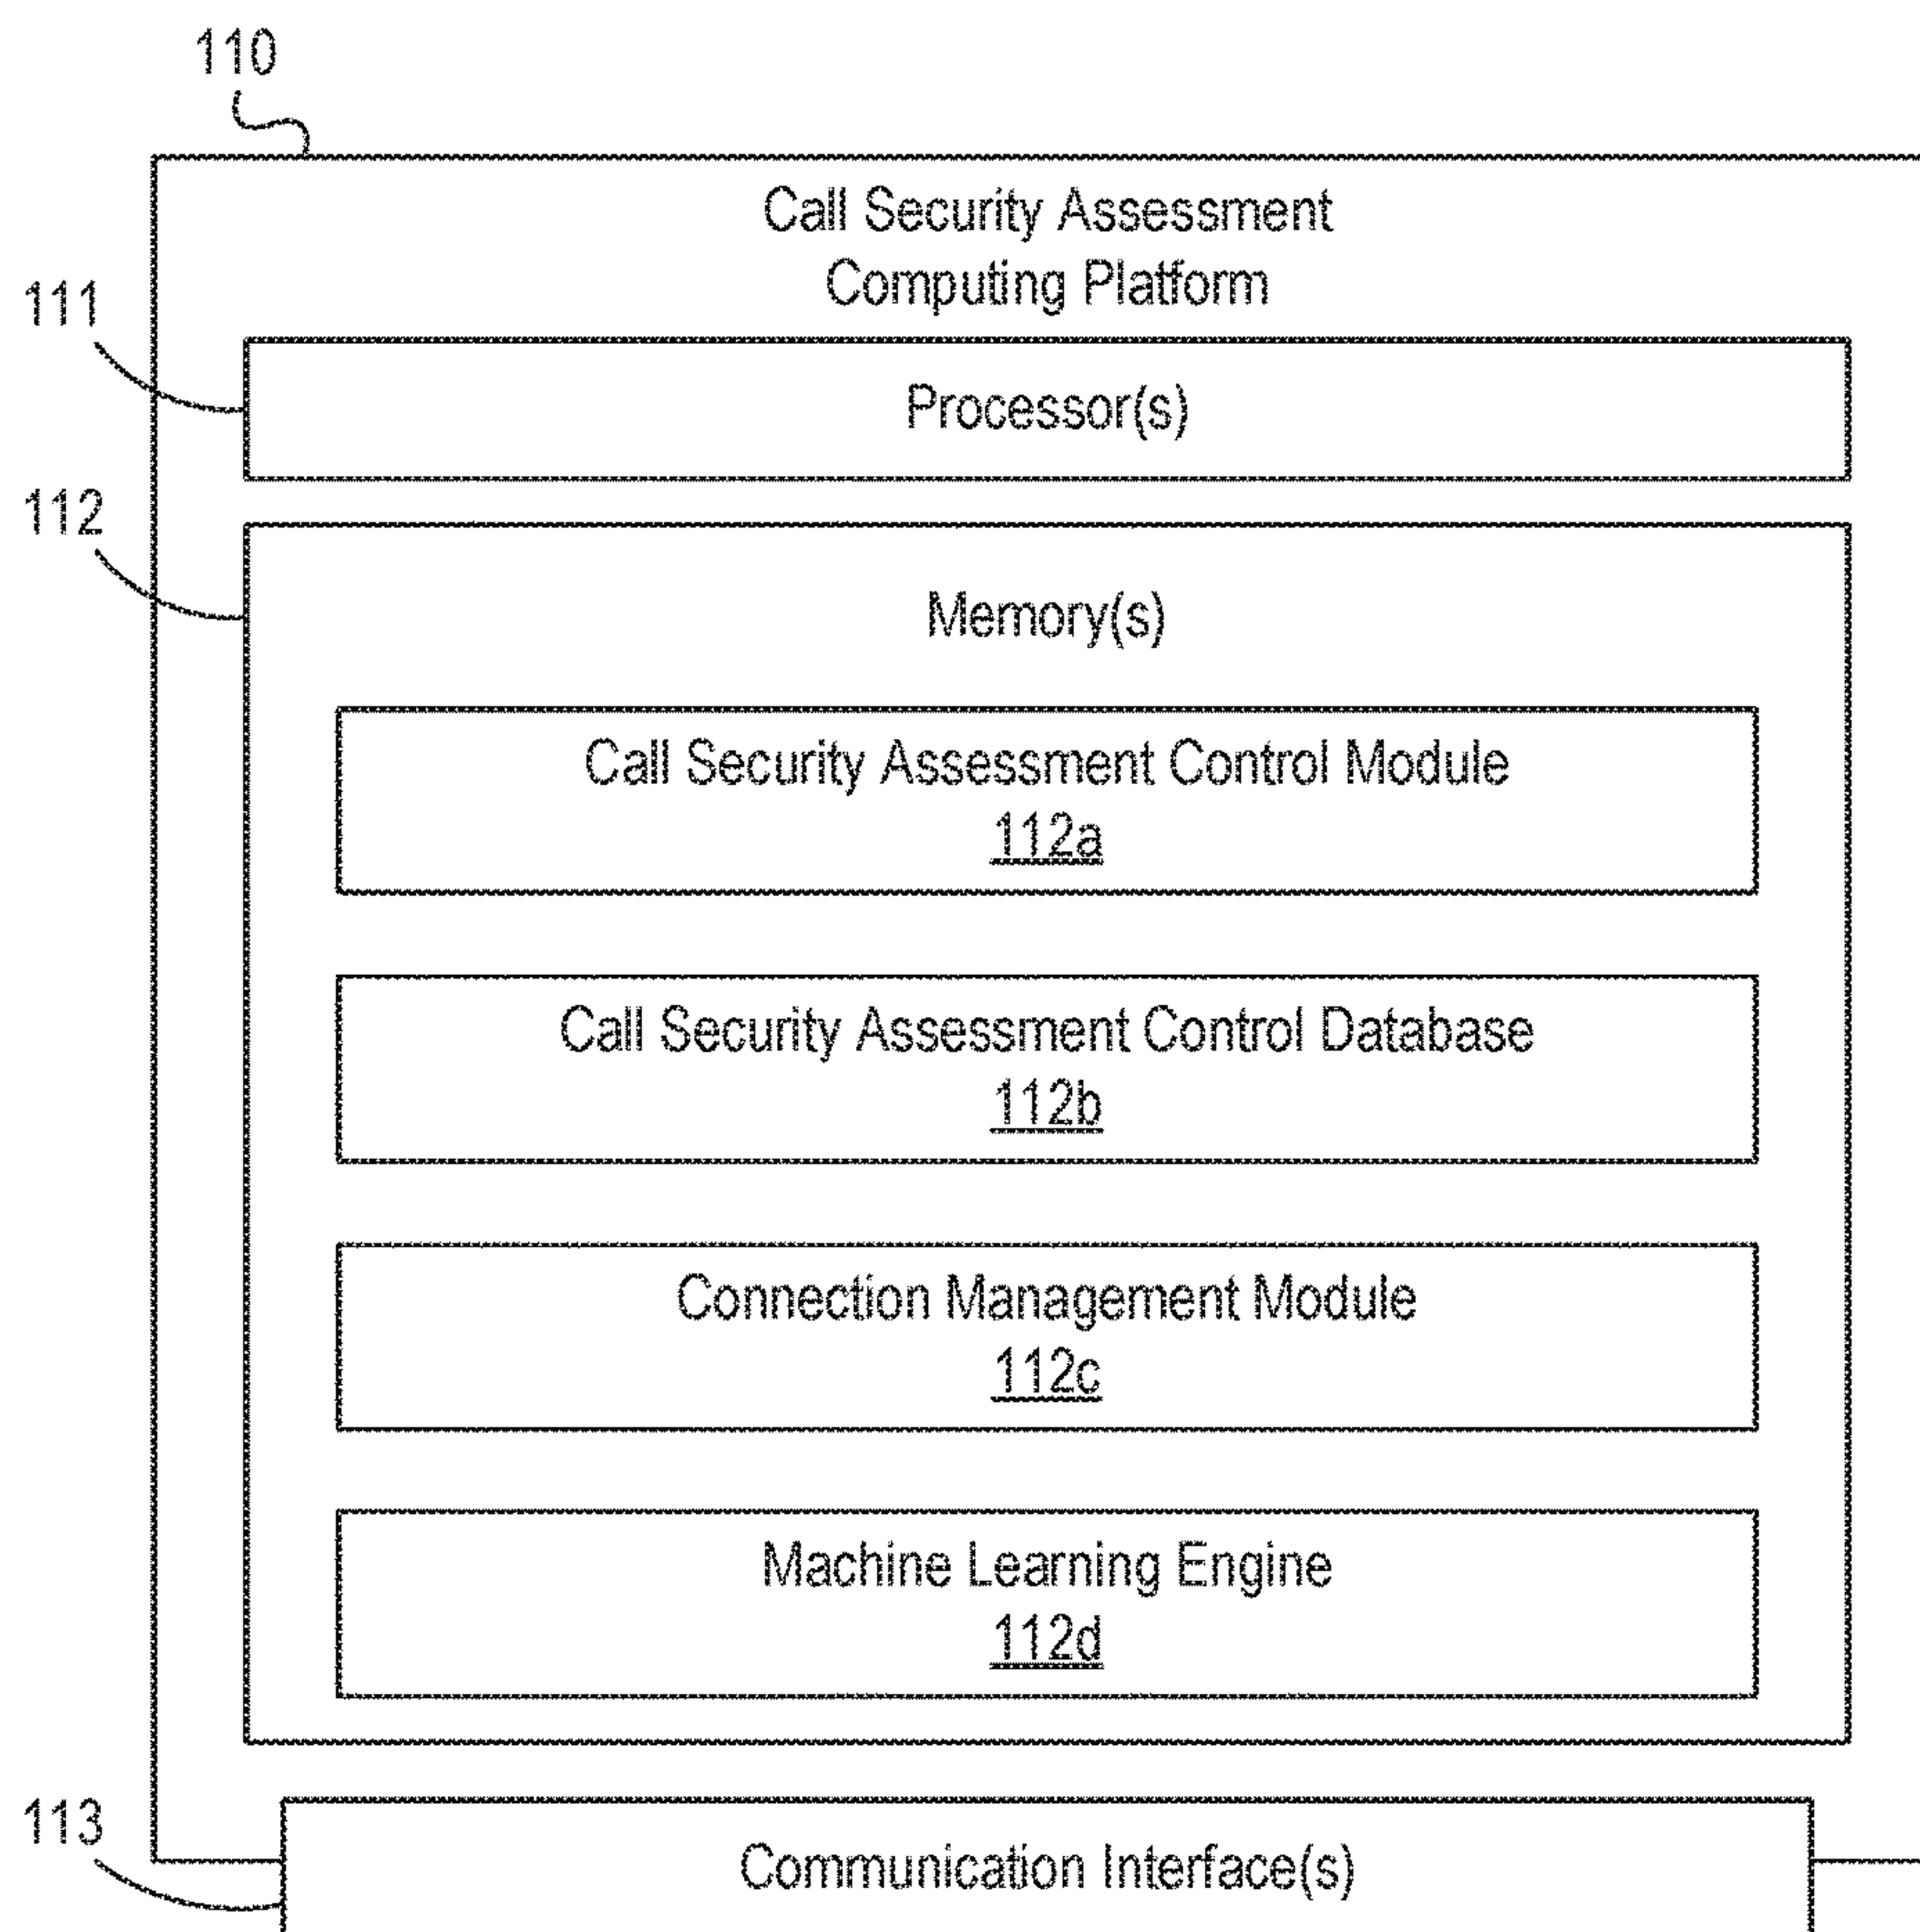 110
Call Security Assessment
Computing Platform
111
Processor(s)
112
Memory(s)
Call Security Assessment Control Module
112a
Call Security Assessment Control Database
112b
Connection Management Module
112c
Machine Learning Engine
112d
113
Communication Interface(s)